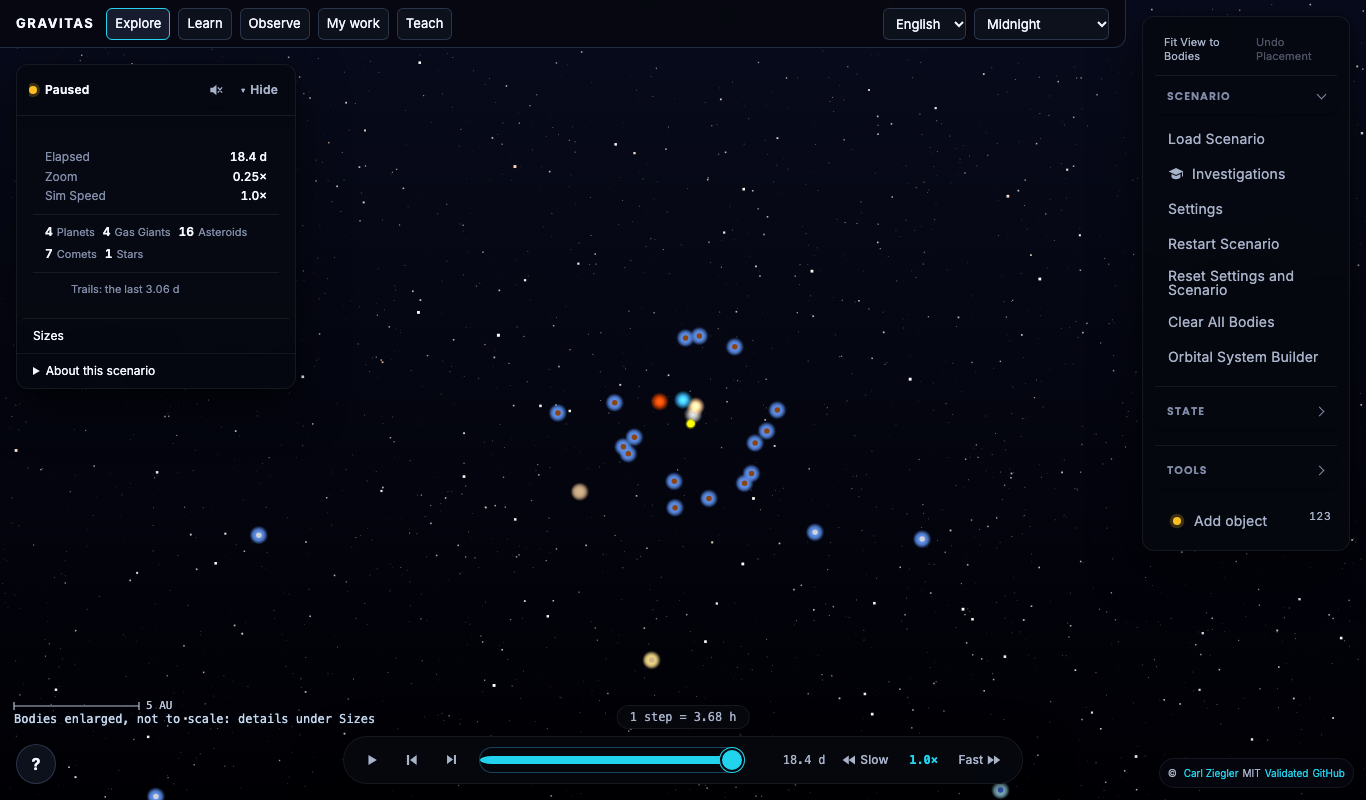 GRAVITAS Explore Learn Observe My work Teach English Midnight
Paused Hide
Elapsed 18.4 d
Zoom 0.25×
Sim Speed 1.0×
4 Planets 4 Gas Giants 16 Asteroids
7 Comets 1 Stars
Trails: the last 3.06 d
Sizes
About this scenario
Fit View to
Bodies
Undo
Placement
SCENARIO
Load Scenario
Investigations
Settings
Restart Scenario
Reset Settings and
Scenario
Clear All Bodies
Orbital System Builder
STATE
TOOLS
Add object 123
5 AU
Bodies enlarged, not to scale: details under Sizes
1 step = 3.68 h
?
18.4 d Slow 1.0× Fast
© Carl Ziegler MIT Validated GitHub